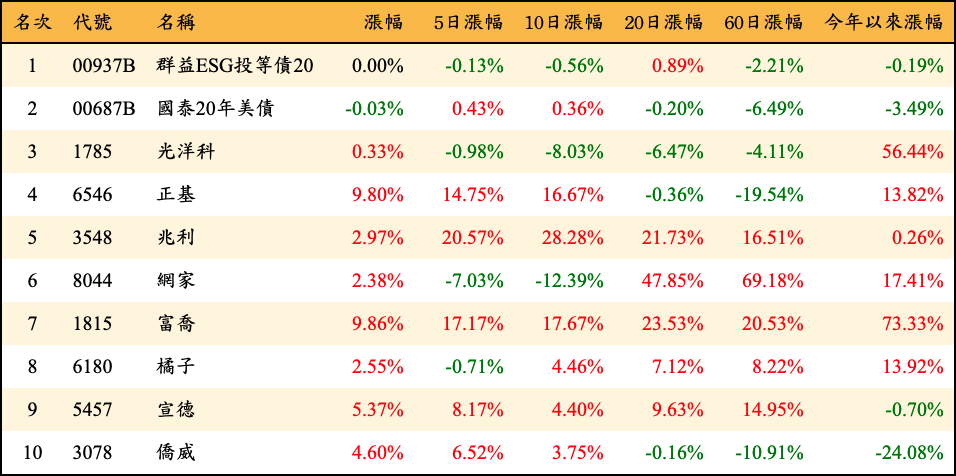 名次 代號 名稱 漲幅 5日漲幅 10日漲幅 20日漲幅 60日漲幅 今年以來漲幅
1 00937B 群益ESG投等債20 0.00% -0.13% -0.56% 0.89% -2.21% -0.19%
2 00687B 國泰20年美債 -0.03% 0.43% 0.36% -0.20% -6.49% -3.49%
3 1785 光洋科 0.33% -0.98% -8.03% -6.47% -4.11% 56.44%
4 6546 正基 9.80% 14.75% 16.67% -0.36% -19.54% 13.82%
5 3548 兆利 2.97% 20.57% 28.28% 21.73% 16.51% 0.26%
6 8044 網家 2.38% -7.03% -12.39% 47.85% 69.18% 17.41%
7 1815 富喬 9.86% 17.17% 17.67% 23.53% 20.53% 73.33%
8 6180 橘子 2.55% -0.71% 4.46% 7.12% 8.22% 13.92%
9 5457 宣德 5.37% 8.17% 4.40% 9.63% 14.95% -0.70%
10 3078 僑威 4.60% 6.52% 3.75% -0.16% -10.91% -24.08%